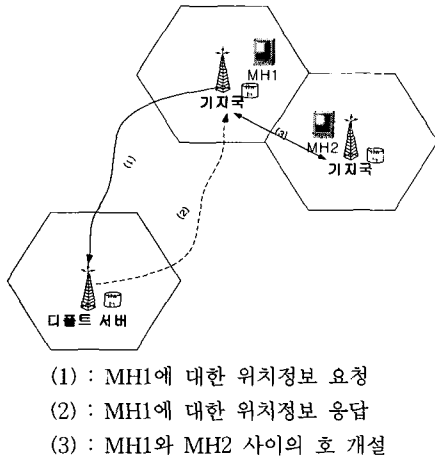 MH1
기지국
(3)
MH2
기지국
(1)
(2)
디폴트 서버
(1) : MH1에 대한 위치정보 요청
(2) : MH1에 대한 위치정보 응답
(3) : MH1와 MH2 사이의 호 개설